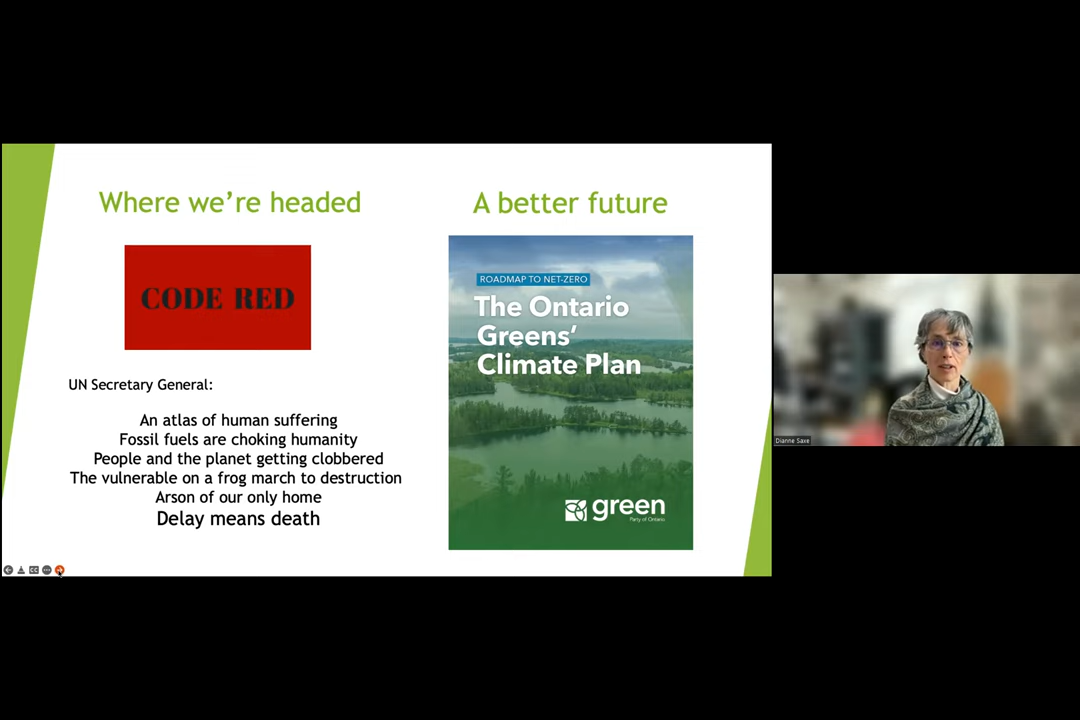 Where we're headed
CODE RED
UN Secretary General:
An atlas of human suffering
Fossil fuels are choking humanity
People and the planet getting clobbered
The vulnerable on a frog march to destruction
Arson of our only home
Delay means death
A better future
ROADMAP TO NET-ZERO
The Ontario
Greens'
Climate Plan
green
Party of Ontario
CC
Dianne Saxe